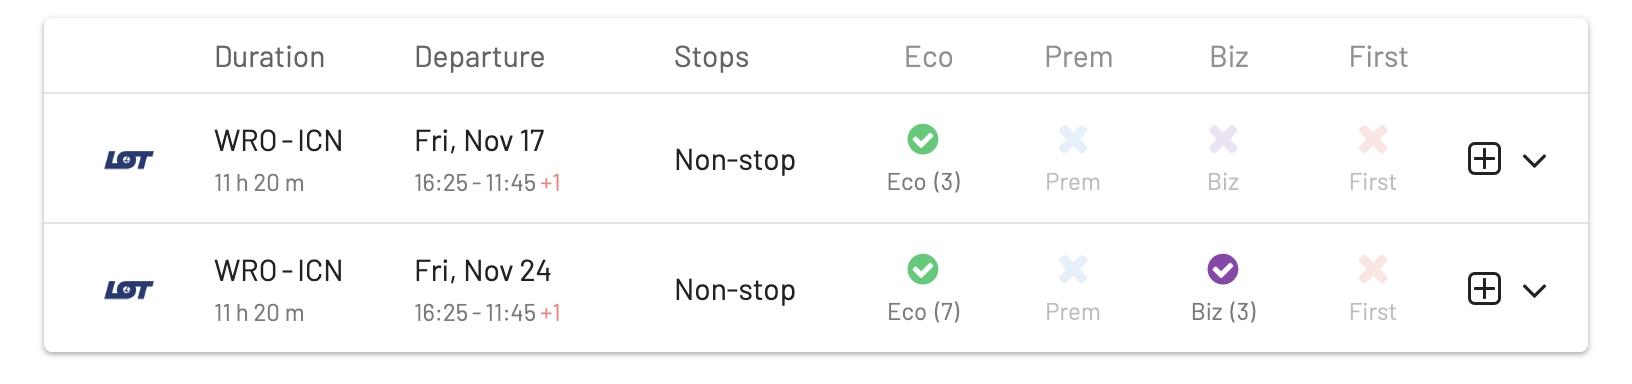 Duration Departure Stops Eco Prem Biz First
LOT WRO - ICN Fri, Nov 17 Non-stop
11 h 20 m 16:25 - 11:45 +1 Eco (3) Prem Biz First
LOT WRO - ICN Fri, Nov 24 Non-stop
11 h 20 m 16:25 - 11:45 +1 Eco (7) Prem Biz (3) First